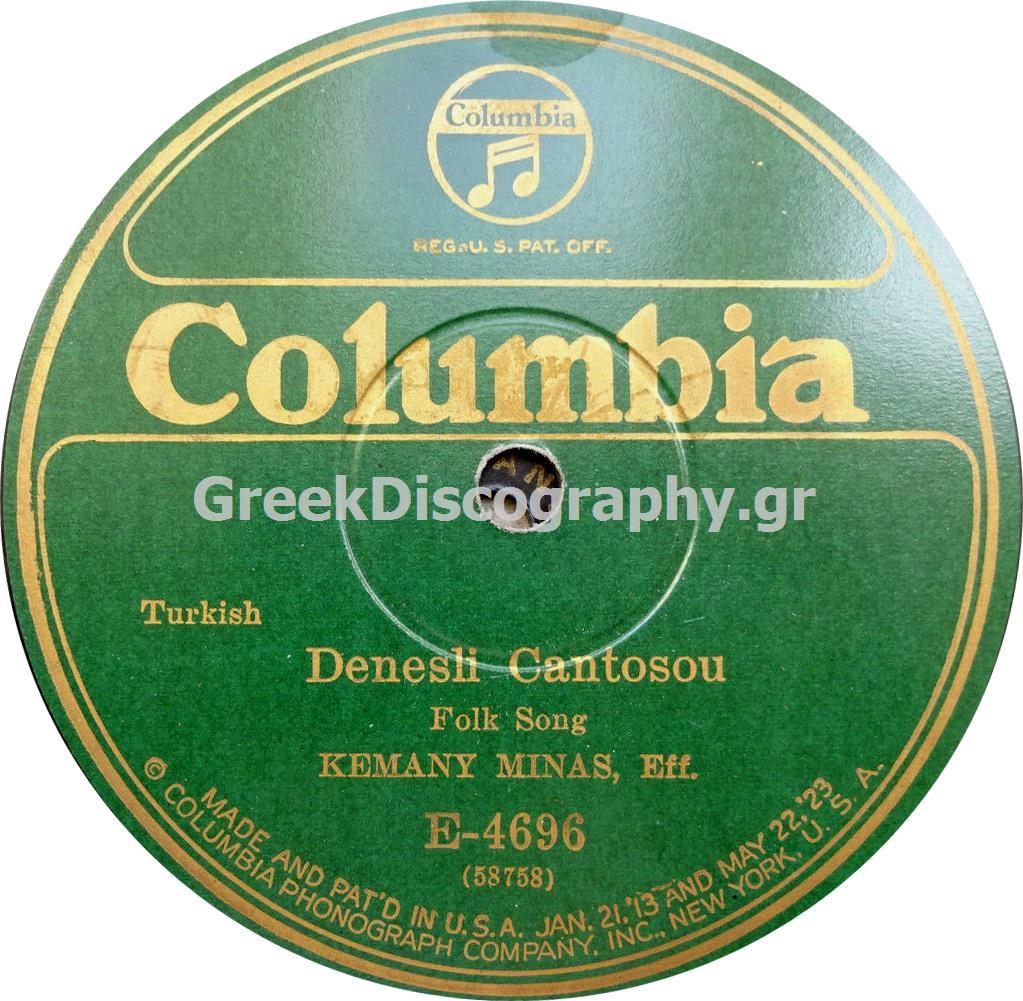 Columbia
REG. U. S. PAT. OFF.
Columbia
GreekDiscography.gr
Turkish
Denesli Cantosou
Folk Song
KEMANY MINAS, Eff.
E-4696
(58758)
MADE AND PAT'D IN U.S.A. JAN. 21,'13 AND MAY 22,'23
© COLUMBIA PHONOGRAPH COMPANY, INC., NEW YORK, U. S. A.